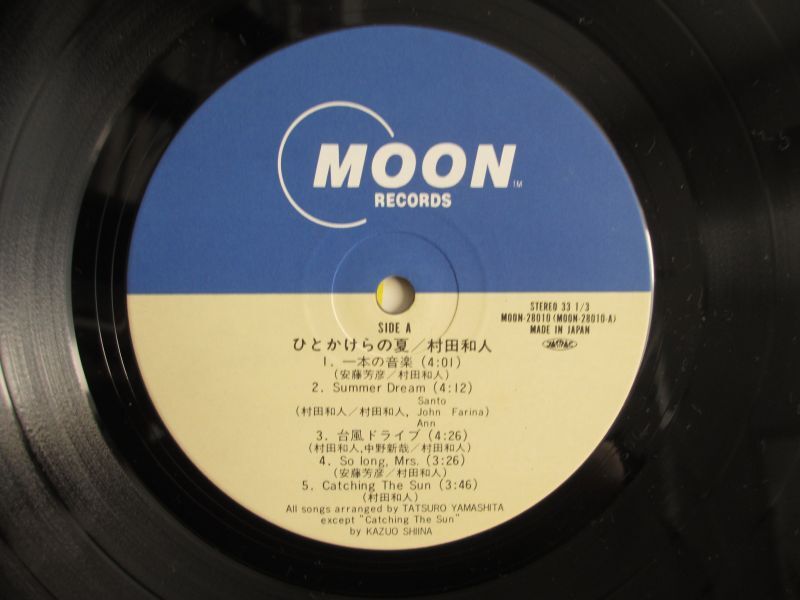 MOON
TM
RECORDS
STEREO 33 1/3
MOON-28010 (MOON-28010-A)
MADE IN JAPAN
JASRAC
SIDE A
ひとかけらの夏／村田和人
1. 一本の音楽 (4:01)
(安藤芳彦／村田和人)
2. Summer Dream (4:12)
Santo
(村田和人／村田和人, John Farina)
Ann
3. 台風ドライブ (4:26)
(村田和人,中野新哉／村田和人)
4. So long, Mrs. (3:26)
(安藤芳彦／村田和人)
5. Catching The Sun (3:46)
(村田和人)
All songs arranged by TATSURO YAMASHITA
except "Catching The Sun"
by KAZUO SHIINA